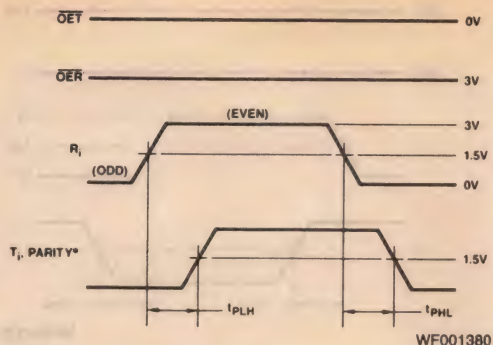 OET
0V
OER
3V
(EVEN)
3V
Ri
1.5V
(ODD)
0V
Ti, PARITY*
1.5V
tPLH
tPHL
WF001380